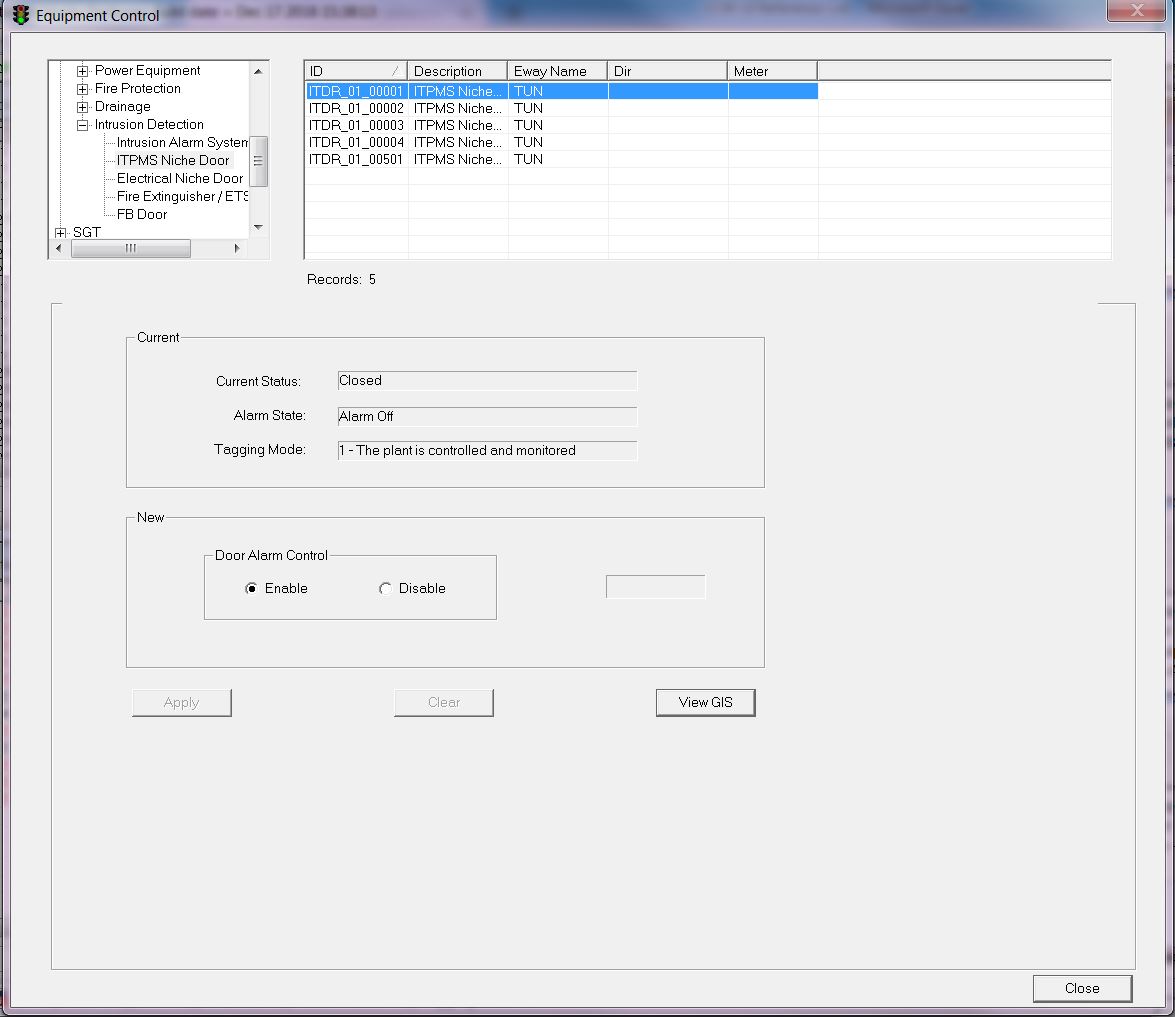 Equipment Control
Power Equipment
Fire Protection
Drainage
Intrusion Detection
Intrusion Alarm System
ITPMS Niche Door
Electrical Niche Door
Fire Extinguisher / ETS
FB Door
SGT
ID Description Eway Name Dir Meter
ITDR_01_00001 ITPMS Niche... TUN
ITDR_01_00002 ITPMS Niche... TUN
ITDR_01_00003 ITPMS Niche... TUN
ITDR_01_00004 ITPMS Niche... TUN
ITDR_01_00501 ITPMS Niche... TUN
Records: 5
Current
Current Status: Closed
Alarm State: Alarm Off
Tagging Mode: 1 - The plant is controlled and monitored
New
Door Alarm Control
Enable Disable
Apply Clear View GIS
Close